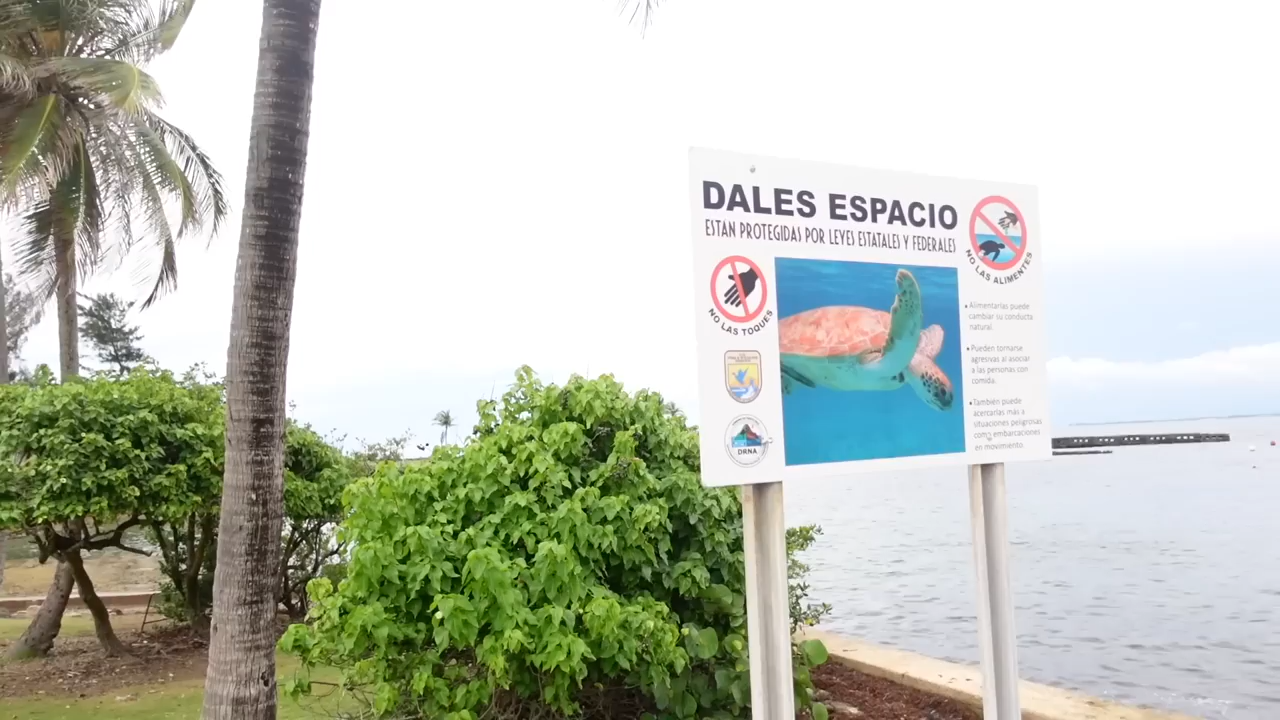 DALES ESPACIO
ESTÁN PROTEGIDAS POR LEYES ESTATALES Y FEDERALES
NO LAS TOQUES
DRNA
NO LAS ALIMENTES
• Alimentarlas puede
cambiar su conducta
natural.
• Pueden tornarse
agresivas al asociar
a las personas con
comida.
• También puede
acercarlas más a
situaciones peligrosas
como embarcaciones
en movimiento.